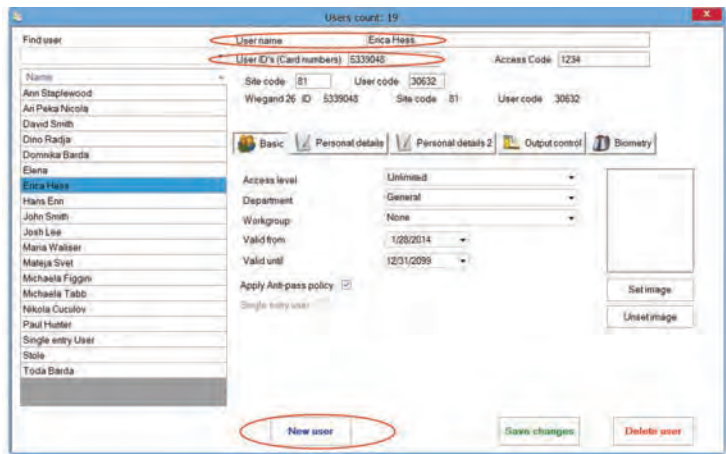 Users count: 19
x
Find user
User name Erica Hess
User ID's (Card numbers) 5339048 Access Code 1234
Name
Site code 81 User code 30632
Wiegand 26 ID 5339048 Site code 81 User code 30632
Ann Staplewood
Ari Peka Nicola
David Smith
Dino Radja
Domnika Barda
Elena
Erica Hess
Hans Enn
John Smith
Josh Lee
Maria Waliser
Mateja Svet
Michaela Figgini
Michaela Tabb
Nikola Cuculov
Paul Hunter
Single entry User
Stole
Toda Barda
Basic Personal details Personal details 2 Output control Biometry
Access level Unlimited
Department General
Workgroup None
Valid from 1/28/2014
Valid until 12/31/2099
Apply Anti-pass policy
Single entry user
Set image
Unset image
New user Save changes Delete user